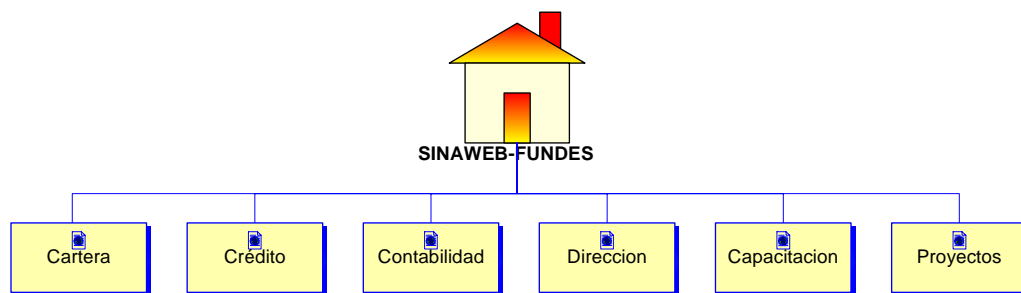 SINAWEB-FUNDES
Cartera
Crédito
Contabilidad
Direccion
Capacitacion
Proyectos